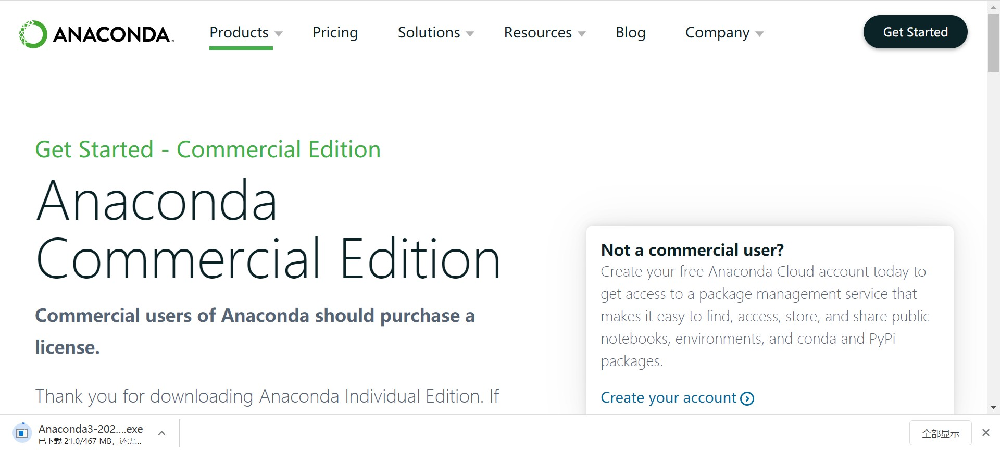 ANACONDA
Products Pricing Solutions Resources Blog Company Get Started
Get Started - Commercial Edition
Anaconda
Commercial Edition
Commercial users of Anaconda should purchase a
license.
Thank you for downloading Anaconda Individual Edition. If
Not a commercial user?
Create your free Anaconda Cloud account today to
get access to a package management service that
makes it easy to find, access, store, and share public
notebooks, environments, and conda and PyPi
packages.
Create your account
Anaconda3-202....exe
已下载 21.0/467 MB，还需...
全部显示